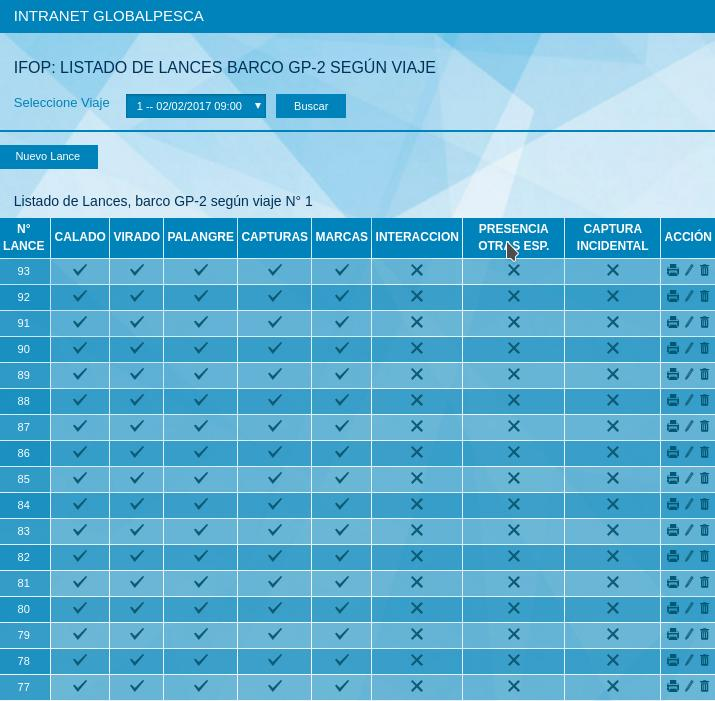 INTRANET GLOBALPESCA
IFOP: LISTADO DE LANCES BARCO GP-2 SEGÚN VIAJE
Seleccione Viaje 1 -- 02/02/2017 09:00 Buscar
Nuevo Lance
Listado de Lances, barco GP-2 según viaje N° 1
N° LANCE CALADO VIRADO PALANGRE CAPTURAS MARCAS INTERACCION PRESENCIA OTRAS ESP. CAPTURA INCIDENTAL ACCIÓN
93
92
91
90
89
88
87
86
85
84
83
82
81
80
79
78
77